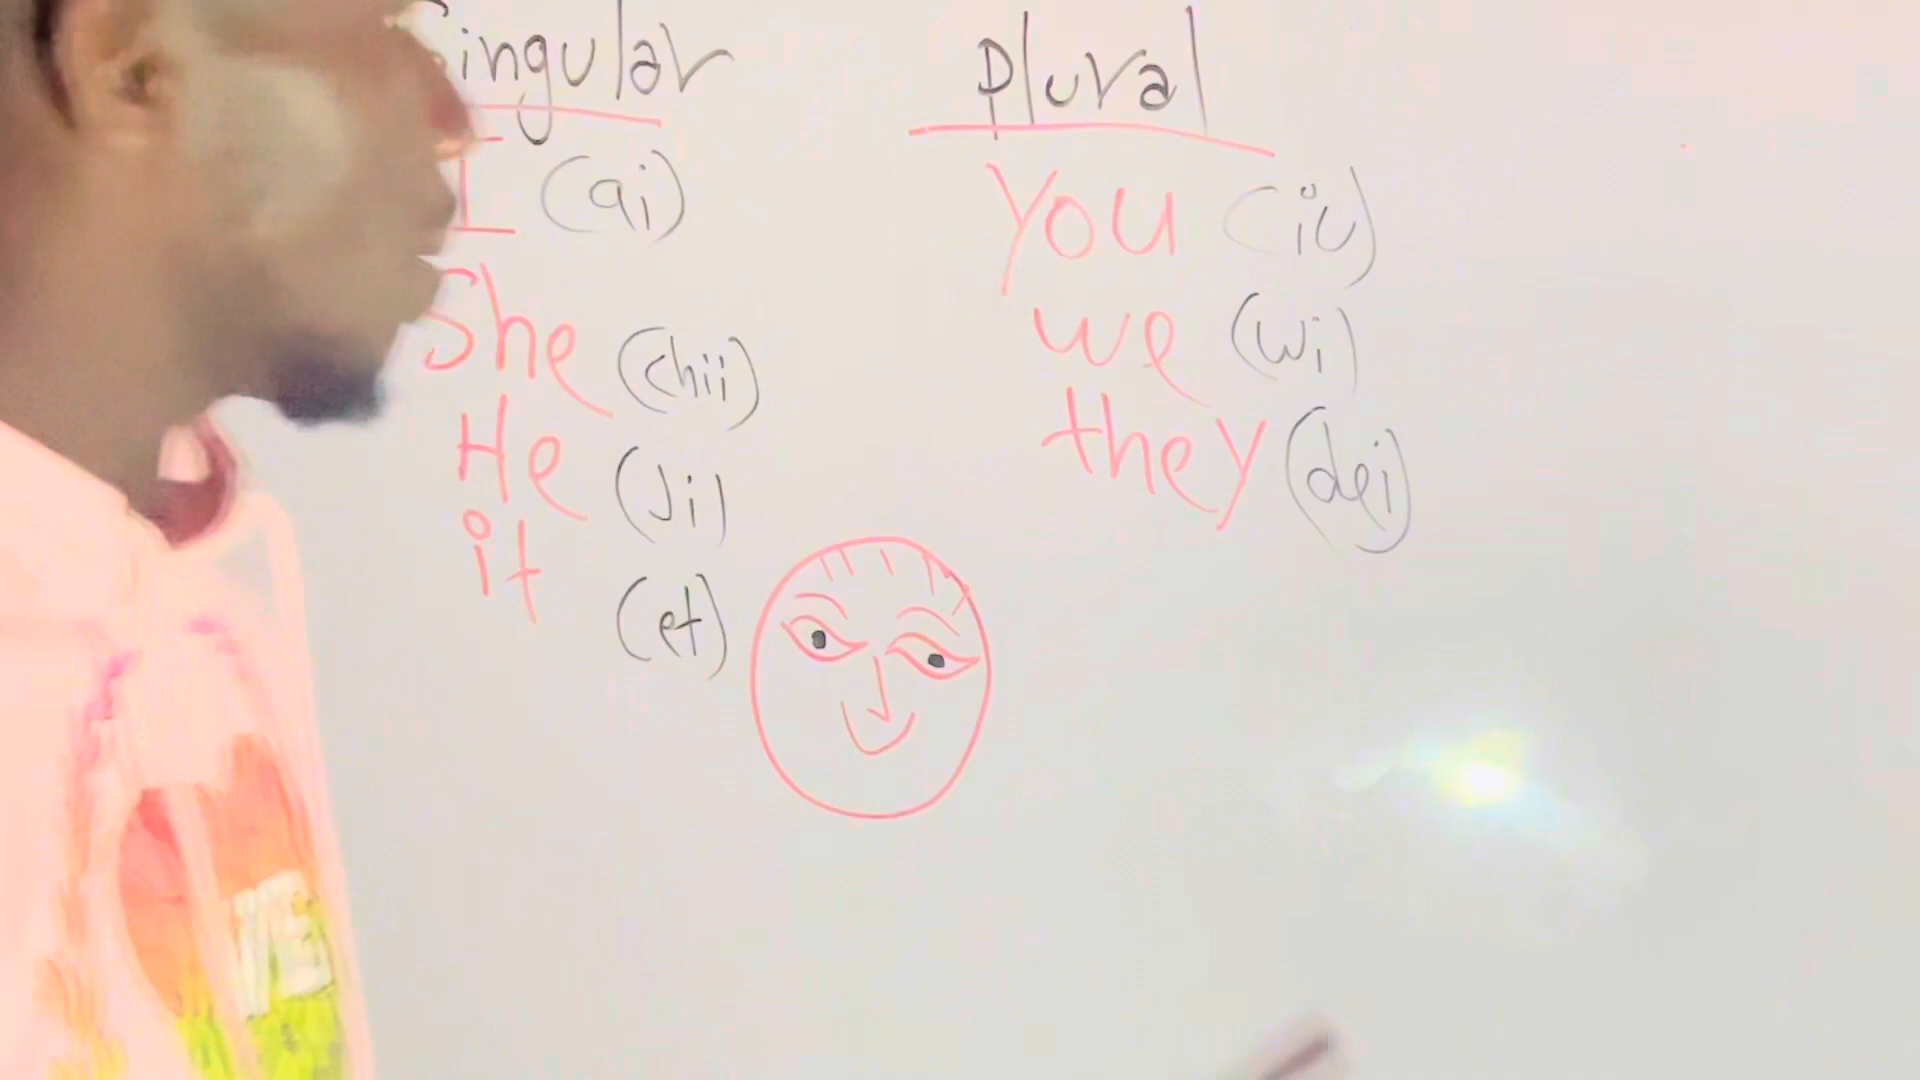 Singular
I (ai)
She (chii)
He (Ji)
it (et)
Plural
You (iu)
we (wi)
they (dei)